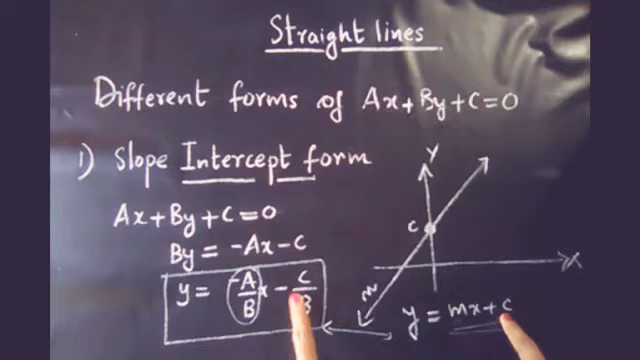 Straight lines
Different forms of Ax+By+C=0
1) Slope Intercept form
Ax+By+C=0
By = -Ax-C
y = -A/B x - C/B
Y
C
X
m
y = mx+c